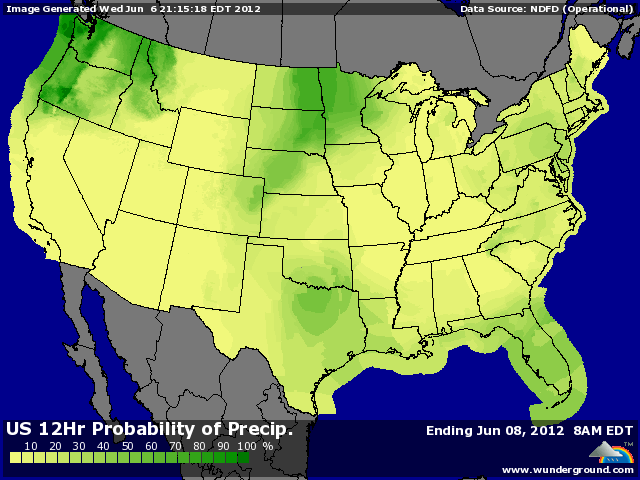 Image Generated Wed Jun 6 21:15:18 EDT 2012
Data Source: NDFD (Operational)
US 12Hr Probability of Precip.
Ending Jun 08, 2012 8AM EDT
10 20 30 40 50 60 70 80 90 100 %
TM
www.wunderground.com